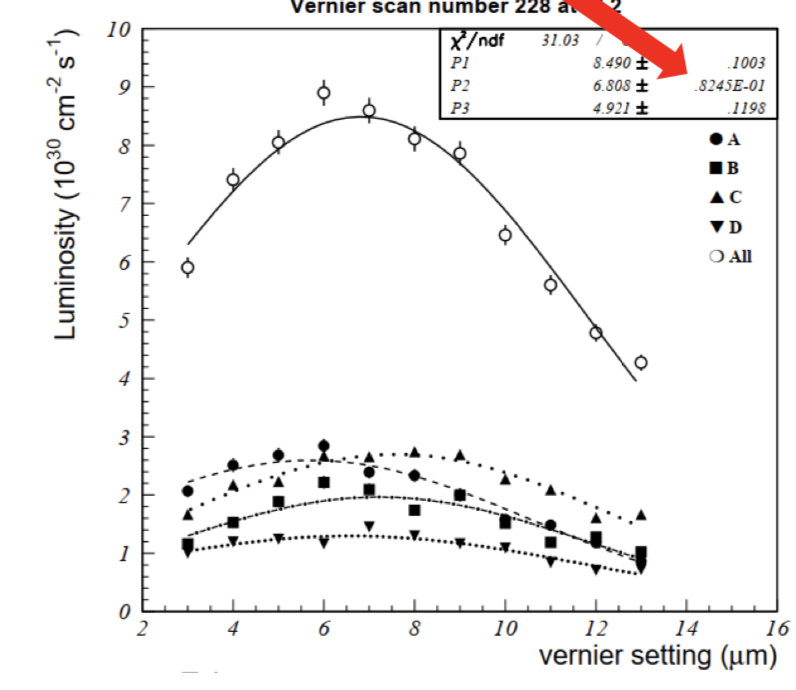 Vernier scan number 228 at 2
χ²/ndf 31.03 /
P1 8.490 ± .1003
P2 6.808 ± .8245E-01
P3 4.921 ± .1198
A
B
C
D
All
Luminosity (10³⁰ cm⁻² s⁻¹)
10
9
8
7
6
5
4
3
2
1
0
2 4 6 8 10 12 14 16
vernier setting (μm)